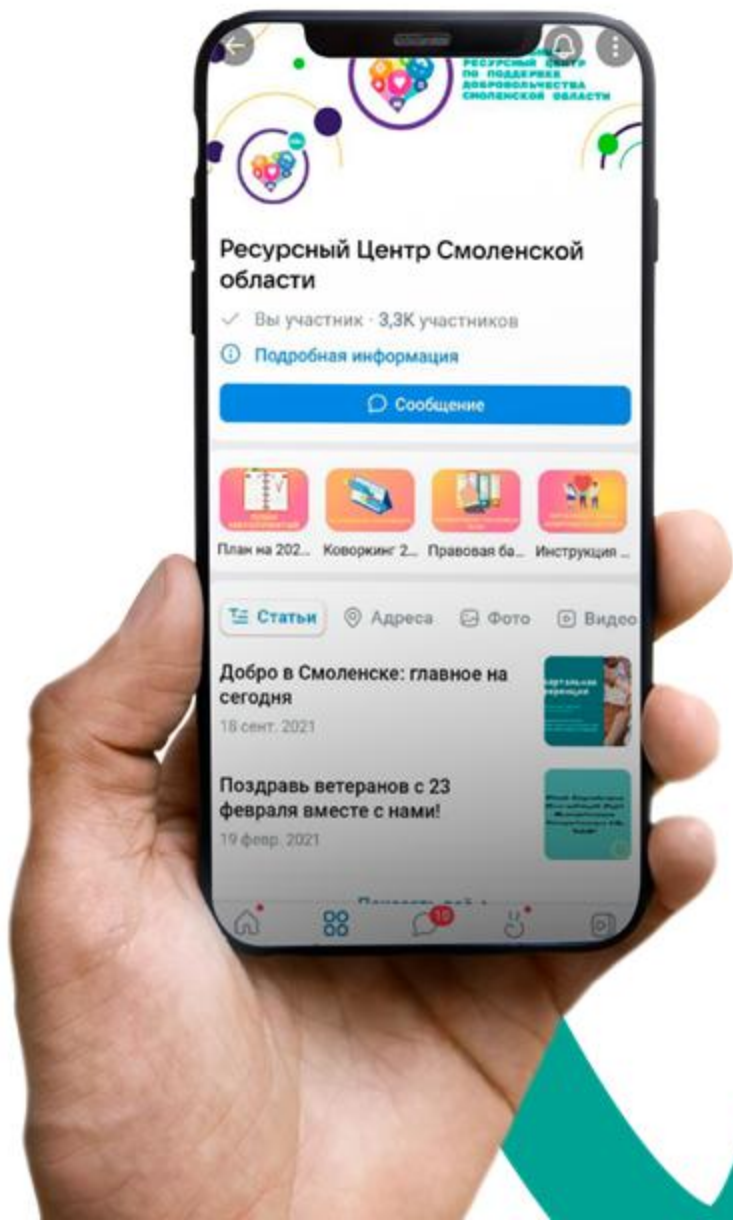 РЕСУРСНЫЙ ЦЕНТР
ПО ПОДДЕРЖКЕ
ДОБРОВОЛЬЧЕСТВА
СМОЛЕНСКОЙ ОБЛАСТИ
Ресурсный Центр Смоленской
области
Вы участник · 3,3K участников
Подробная информация
Сообщение
План на 202... Коворкинг 2... Правовая ба... Инструкция ...
Статьи Адреса Фото Видео
Добро в Смоленске: главное на
сегодня
18 сент. 2021
Поздравь ветеранов с 23
февраля вместе с нами!
19 февр. 2021
10